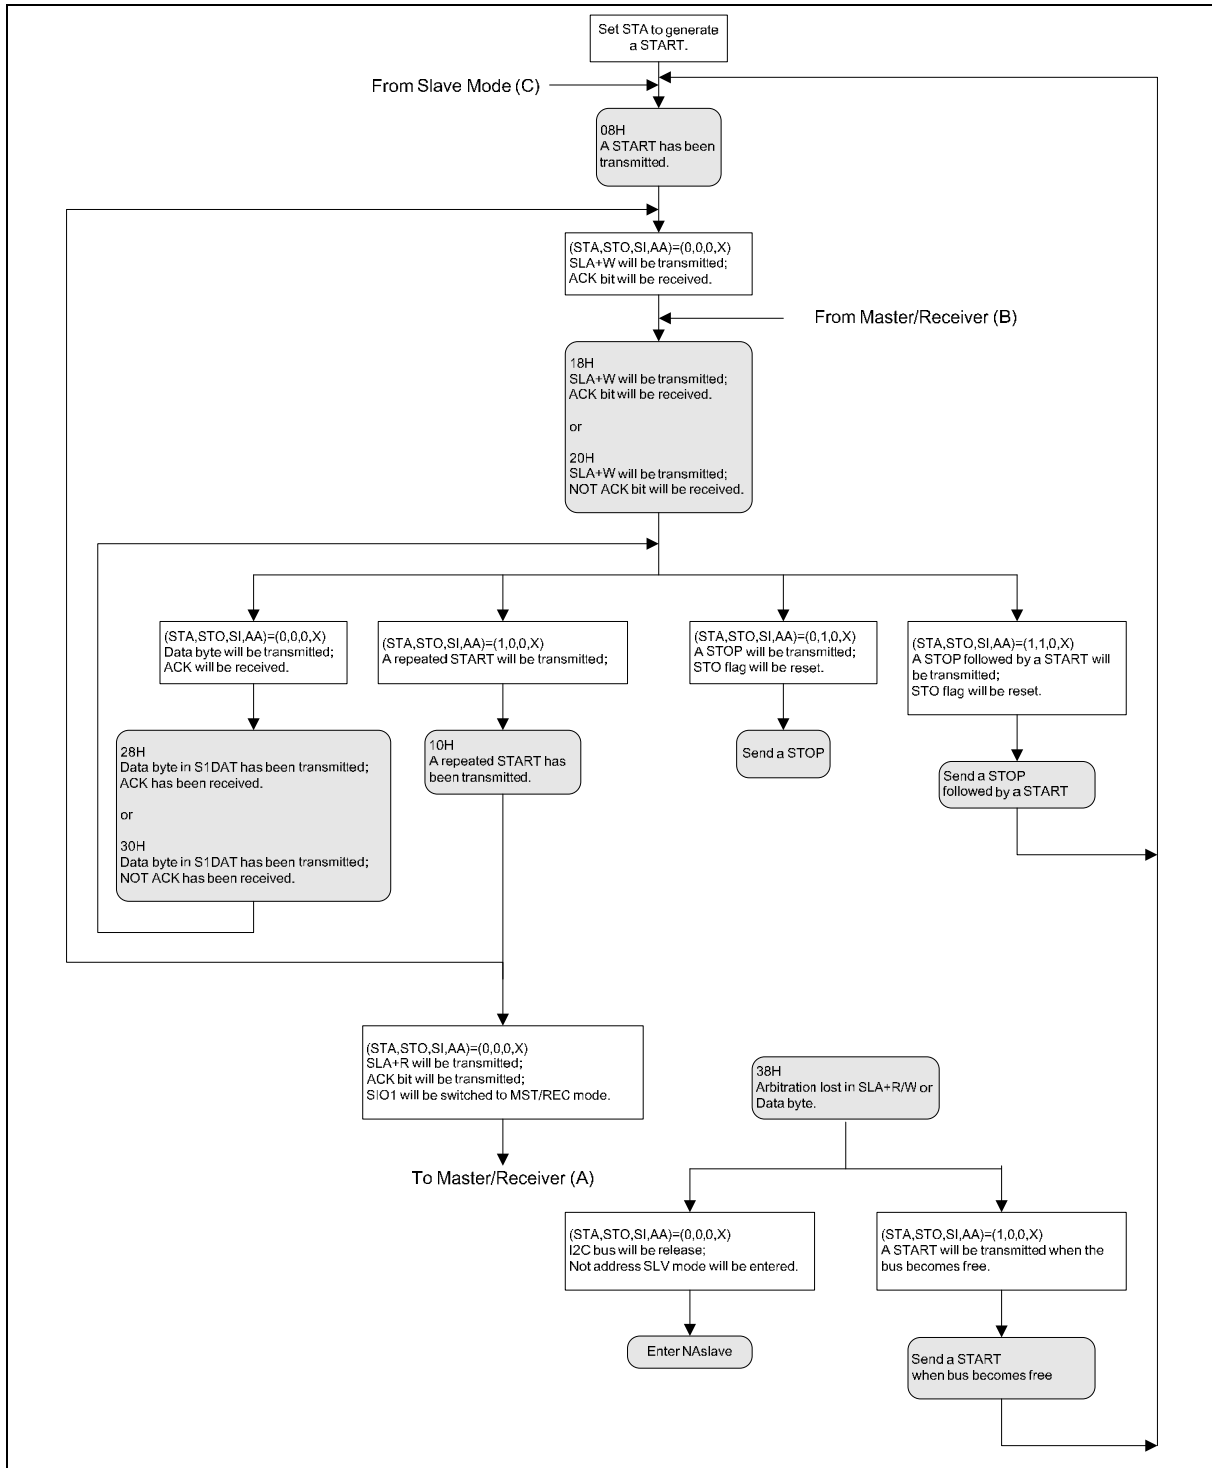 Set STA to generate
a START.
From Slave Mode (C)
08H
A START has been
transmitted.
(STA,STO,SI,AA)=(0,0,0,X)
SLA+W will be transmitted;
ACK bit will be received.
From Master/Receiver (B)
18H
SLA+W will be transmitted;
ACK bit will be received.
or
20H
SLA+W will be transmitted;
NOT ACK bit will be received.
(STA,STO,SI,AA)=(0,0,0,X)
Data byte will be transmitted;
ACK will be received.
(STA,STO,SI,AA)=(1,0,0,X)
A repeated START will be transmitted;
(STA,STO,SI,AA)=(0,1,0,X)
A STOP will be transmitted;
STO flag will be reset.
(STA,STO,SI,AA)=(1,1,0,X)
A STOP followed by a START will
be transmitted;
STO flag will be reset.
28H
Data byte in S1DAT has been transmitted;
ACK has been received.
or
30H
Data byte in S1DAT has been transmitted;
NOT ACK has been received.
10H
A repeated START has
been transmitted.
Send a STOP
Send a STOP
followed by a START
(STA,STO,SI,AA)=(0,0,0,X)
SLA+R will be transmitted;
ACK bit will be transmitted;
SIO1 will be switched to MST/REC mode.
To Master/Receiver (A)
38H
Arbitration lost in SLA+R/W or
Data byte.
(STA,STO,SI,AA)=(0,0,0,X)
I2C bus will be release;
Not address SLV mode will be entered.
(STA,STO,SI,AA)=(1,0,0,X)
A START will be transmitted when the
bus becomes free.
Enter NAslave
Send a START
when bus becomes free